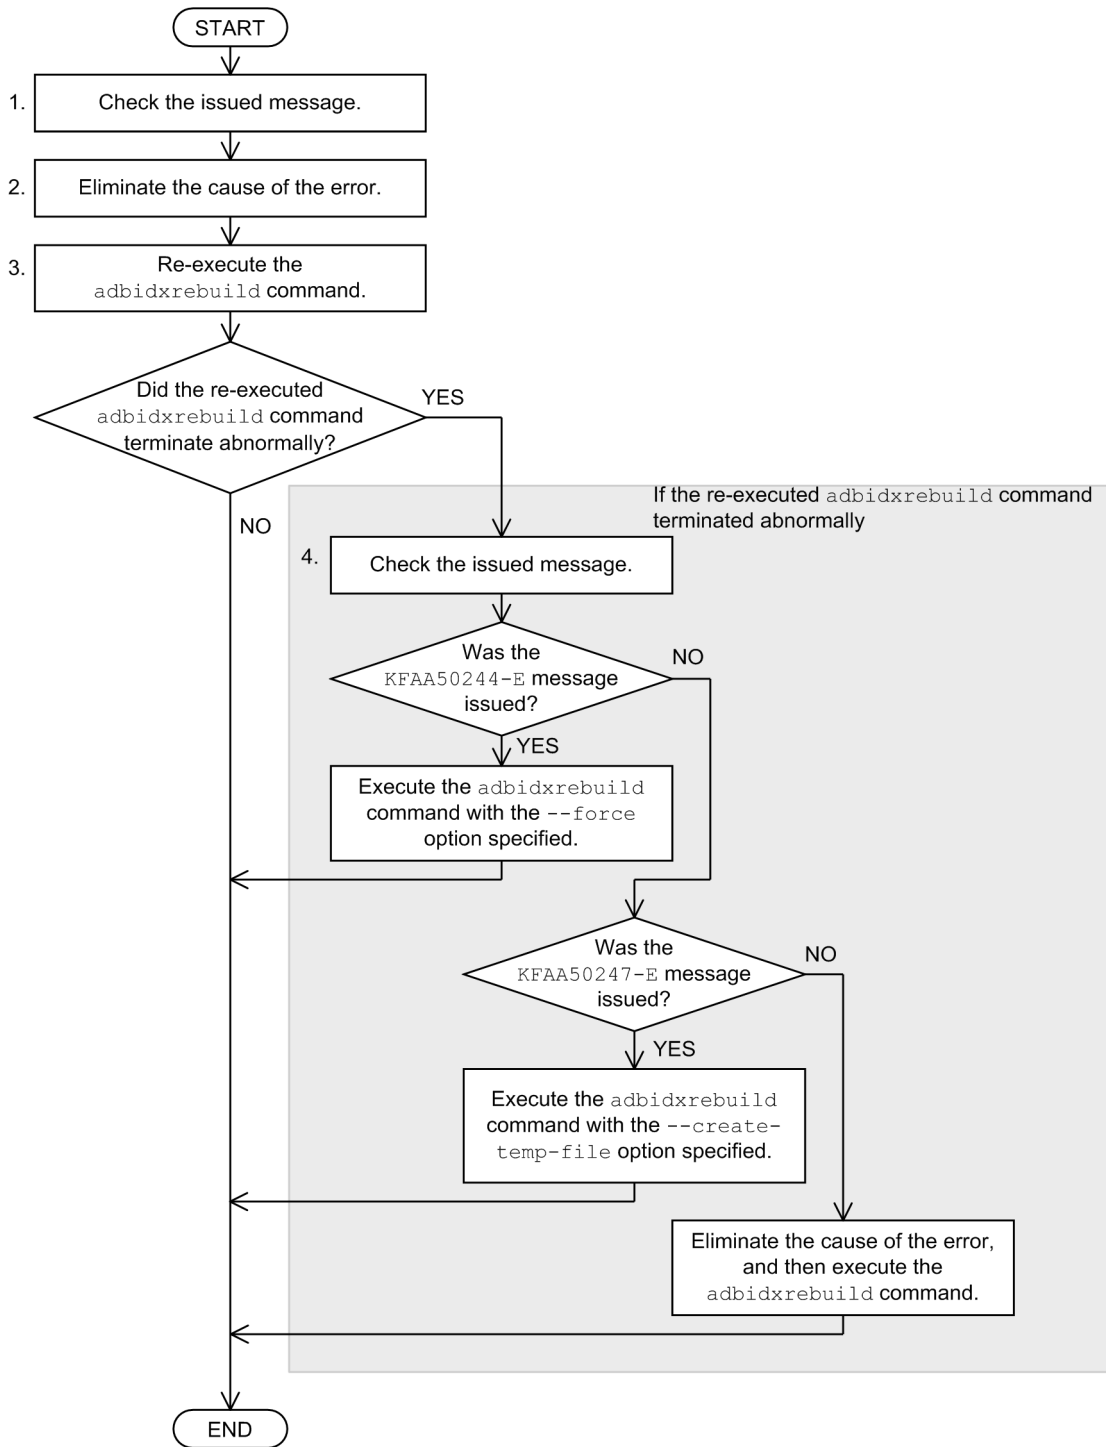 START
1.
Check the issued message.
2.
Eliminate the cause of the error.
3.
Re-execute the
adbidxrebuild command.
Did the re-executed
adbidxrebuild command
terminate abnormally?
YES
NO
If the re-executed adbidxrebuild command
terminated abnormally
4.
Check the issued message.
Was the
KFAA50244-E message
issued?
NO
YES
Execute the adbidxrebuild
command with the --force
option specified.
Was the
KFAA50247-E message
issued?
NO
YES
Execute the adbidxrebuild
command with the --create-
temp-file option specified.
Eliminate the cause of the error,
and then execute the
adbidxrebuild command.
END